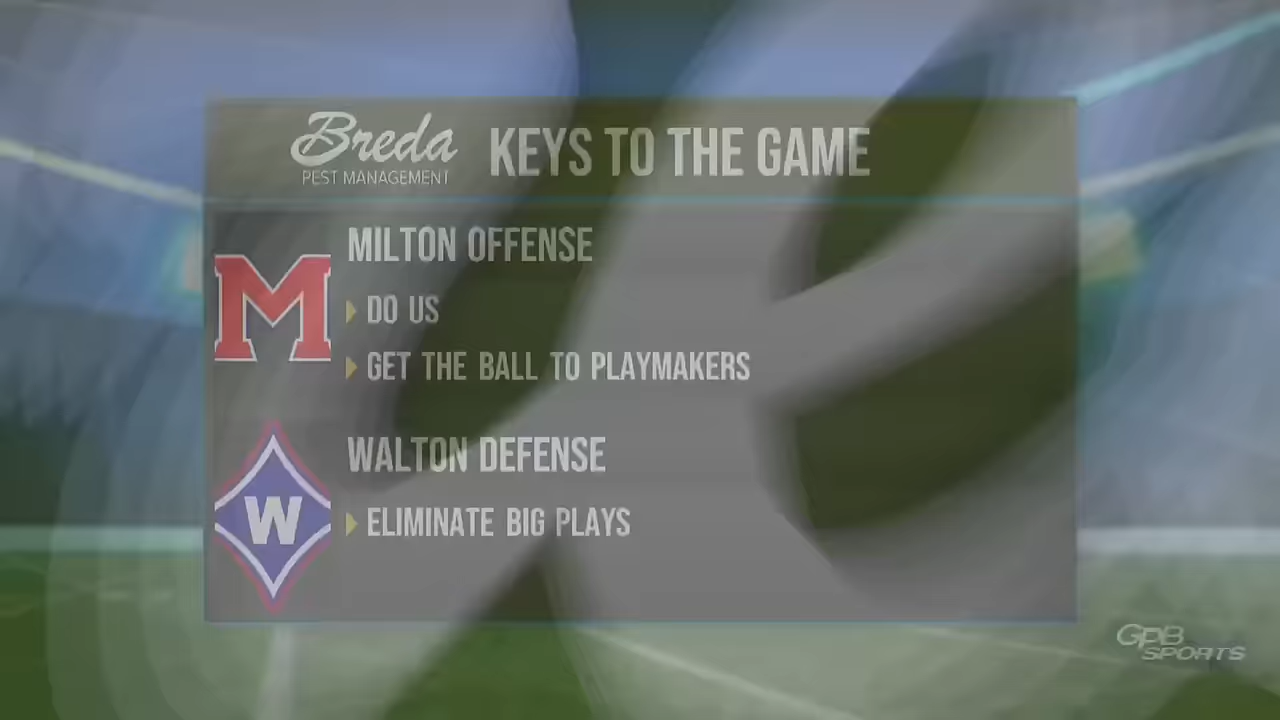 Breda
PEST MANAGEMENT
KEYS TO THE GAME
MILTON OFFENSE
M
DO US
GET THE BALL TO PLAYMAKERS
WALTON DEFENSE
W
ELIMINATE BIG PLAYS
GPB
SPORTS